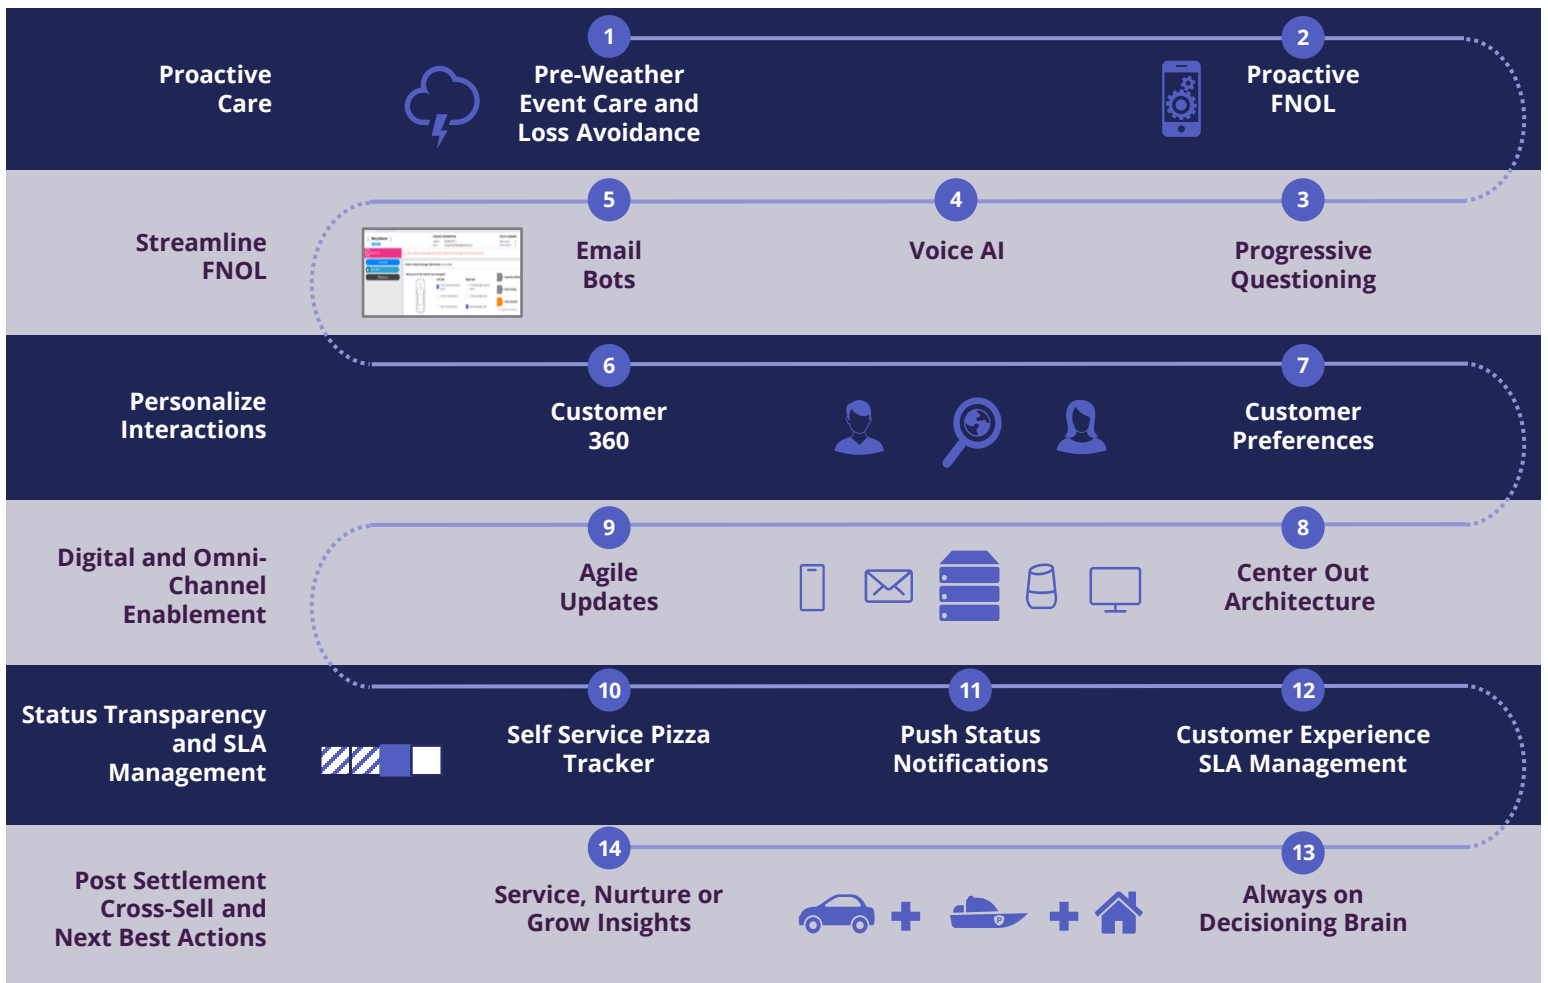 Proactive
Care
1
Pre-Weather
Event Care and
Loss Avoidance
2
Proactive
FNOL
Streamline
FNOL
5
Email
Bots
4
Voice AI
3
Progressive
Questioning
Personalize
Interactions
6
Customer
360
7
Customer
Preferences
Digital and Omni-
Channel
Enablement
9
Agile
Updates
8
Center Out
Architecture
Status Transparency
and SLA
Management
10
Self Service Pizza
Tracker
11
Push Status
Notifications
12
Customer Experience
SLA Management
Post Settlement
Cross-Sell and
Next Best Actions
14
Service, Nurture or
Grow Insights
P
13
Always on
Decisioning Brain